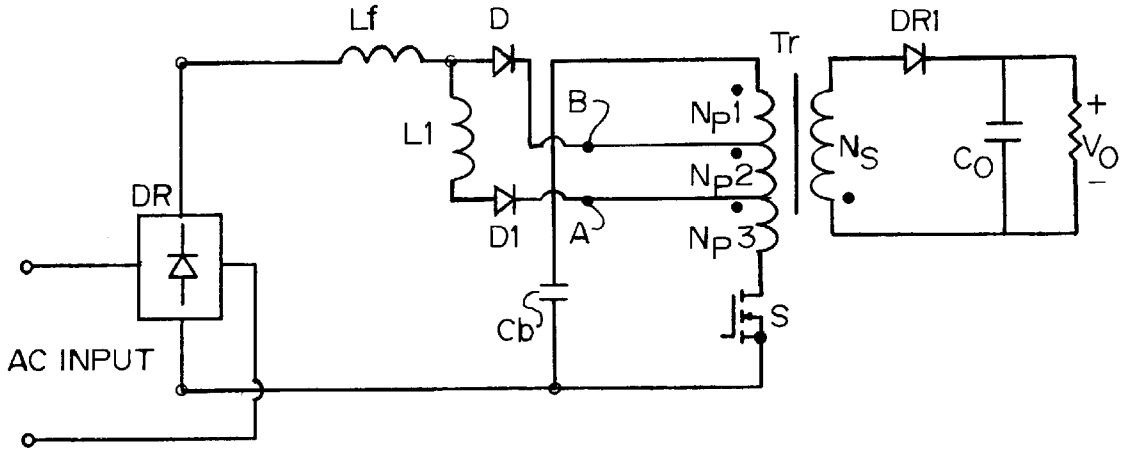 Lf
D
DR1
Tr
B
NP1
L1
NP2
NS
CO
+
VO
-
DR
D1
A
NP3
S
Cb
AC INPUT